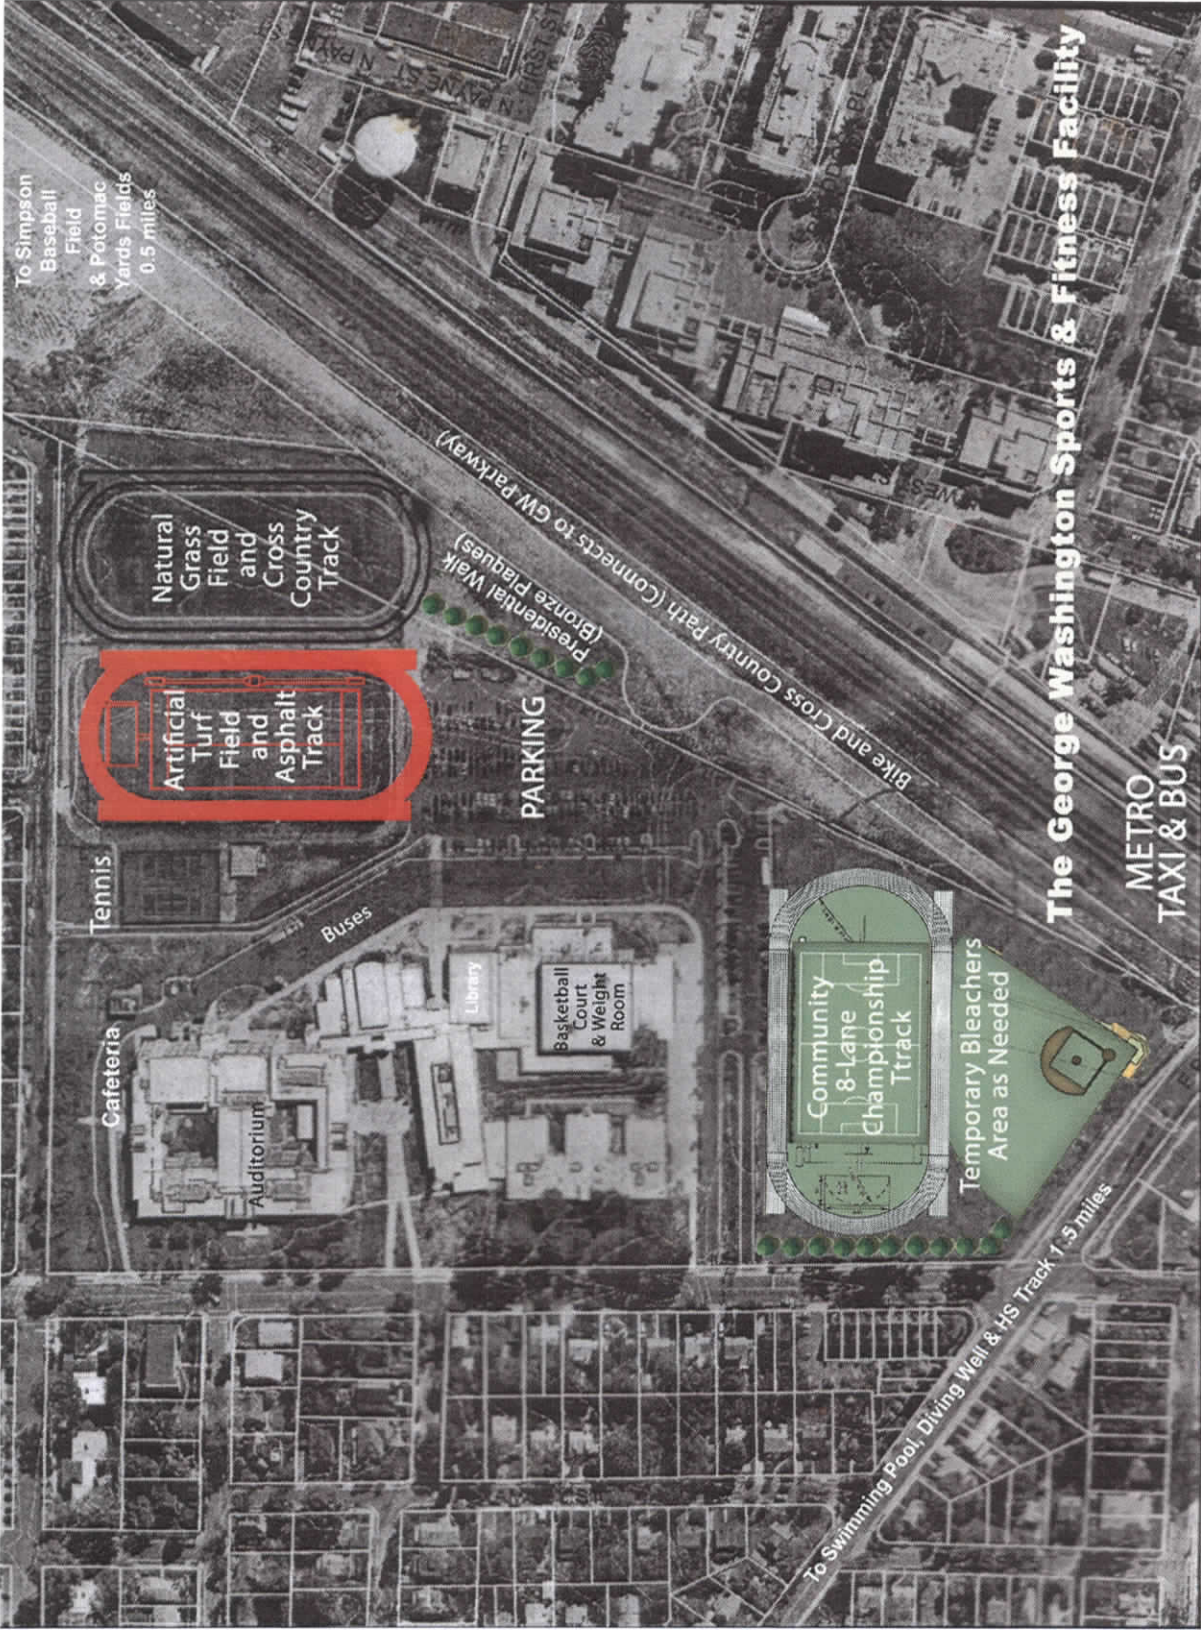 To Simpson
Baseball
Field
& Potomac
Yards Fields
0.5 miles
N PAYNE ST
FIRST ST
Natural
Grass
Field
and
Cross
Country
Track
Artificial
Turf
Field
and
Asphalt
Track
Presidential Walk
(Bronze Plaques)
Bike and Cross Country Path (Connects to GW Parkway)
PARKING
Tennis
Buses
Library
Basketball
Court
& Weight
Room
Cafeteria
Auditorium
Community
8-Lane
Championship
Ttrack
Temporary Bleachers
Area as Needed
To Swimming Pool, Diving Well & HS Track 1.5 miles
WEST
METRO
TAXI & BUS
The George Washington Sports & Fitness Facility